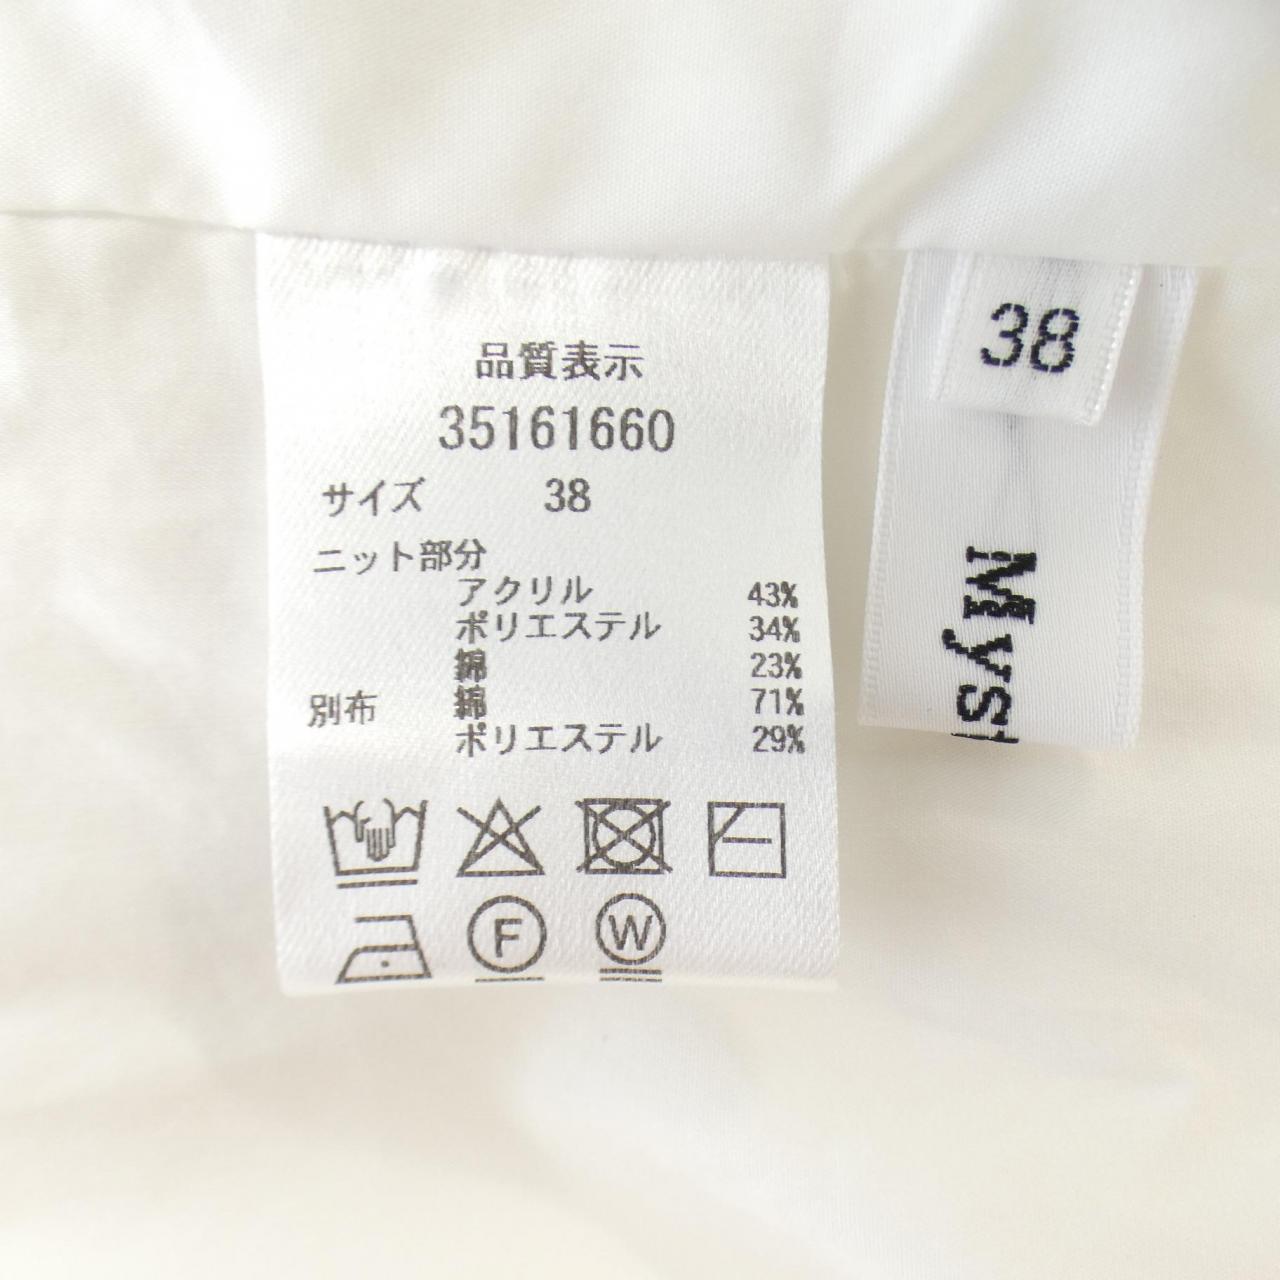 品質表示
35161660
サイズ 38
ニット部分
アクリル 43%
ポリエステル 34%
綿 23%
別布 綿 71%
ポリエステル 29%
F
W
38